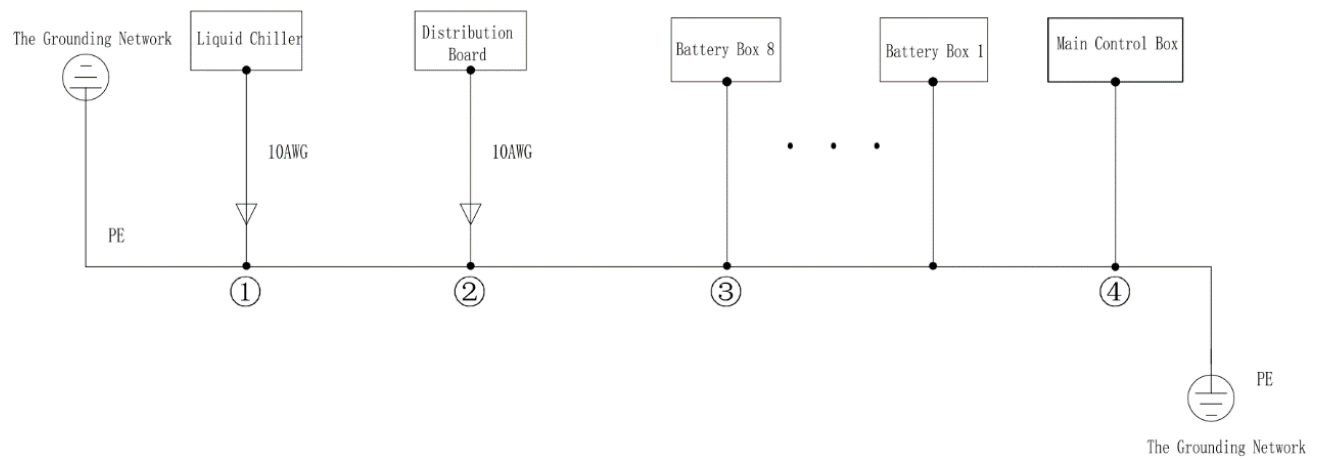 The Grounding Network
Liquid Chiller
Distribution
Board
Battery Box 8
Battery Box 1
Main Control Box
10AWG
10AWG
PE
①
②
③
④
PE
The Grounding Network